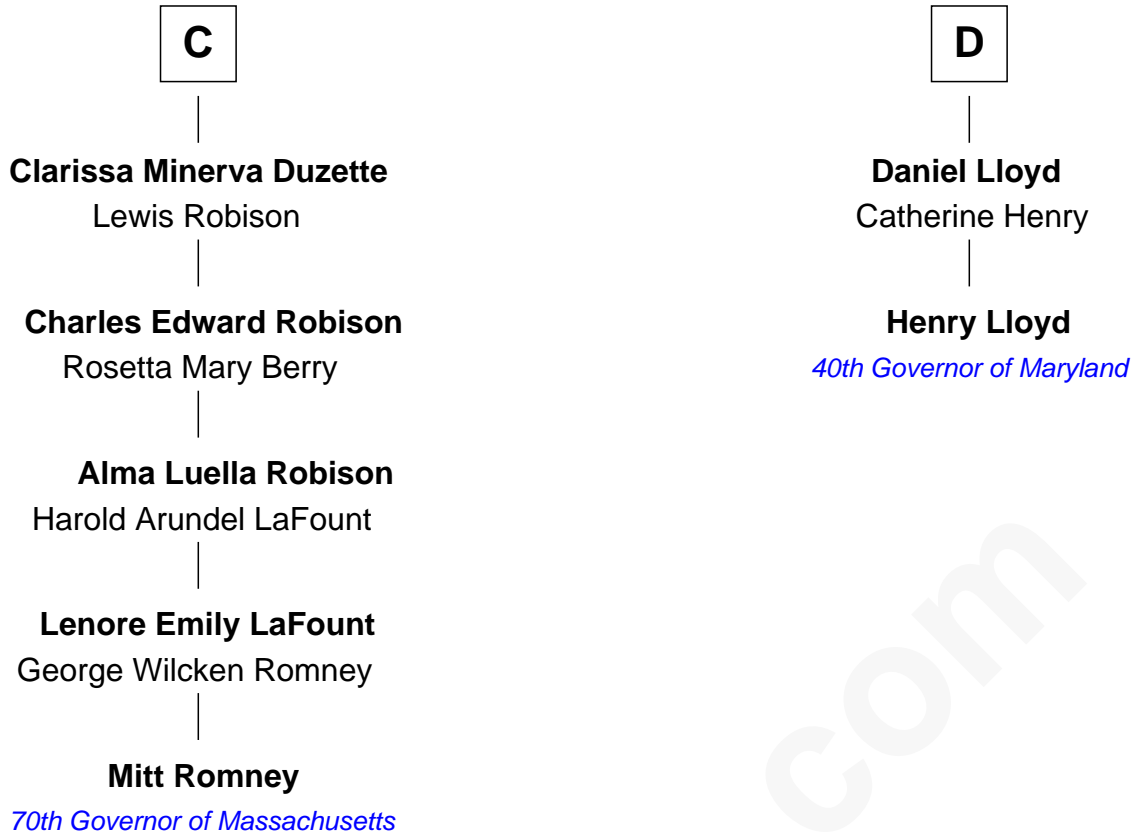 C
Clarissa Minerva Duzette
Lewis Robison
Charles Edward Robison
Rosetta Mary Berry
Alma Luella Robison
Harold Arundel LaFount
Lenore Emily LaFount
George Wilcken Romney
Mitt Romney
70th Governor of Massachusetts
D
Daniel Lloyd
Catherine Henry
Henry Lloyd
40th Governor of Maryland
com